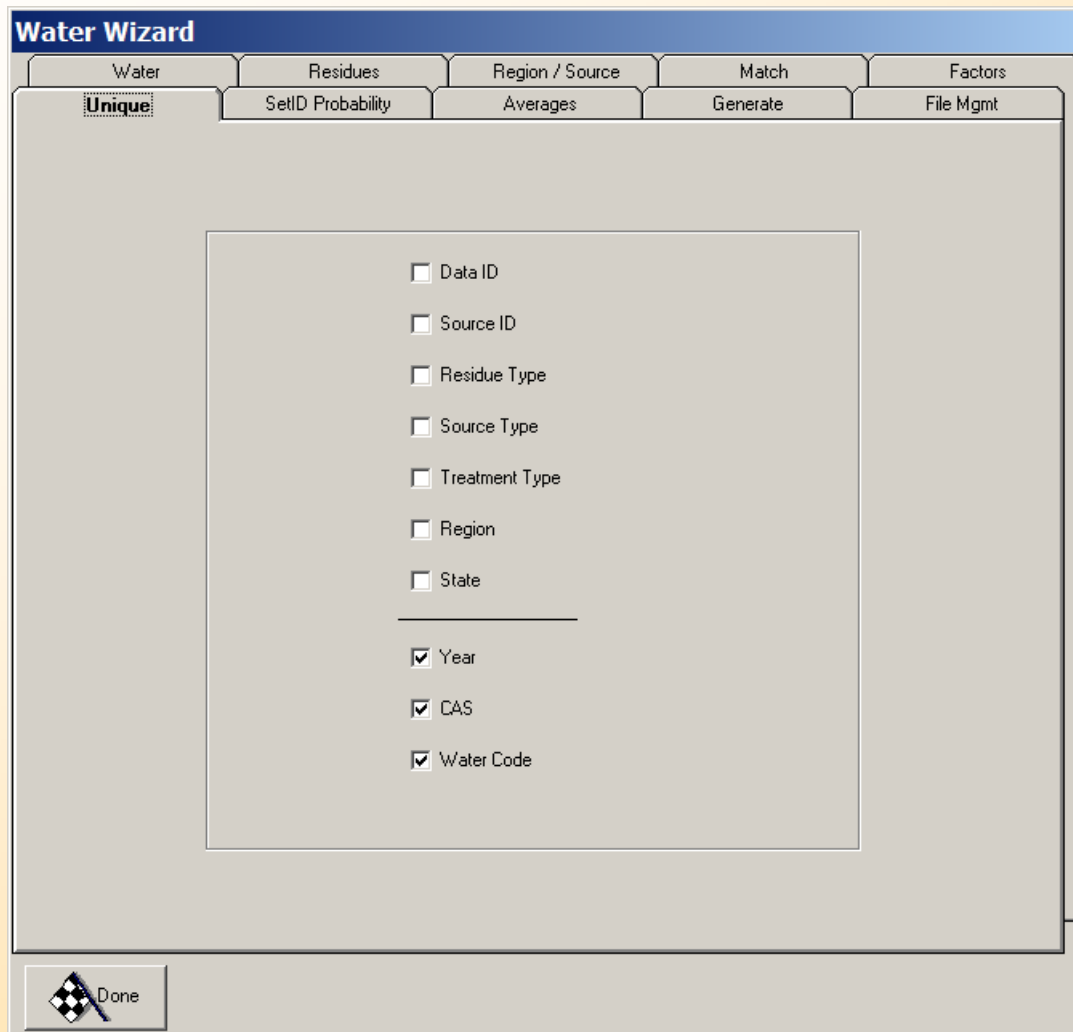 Water Wizard
Water Residues Region / Source Match Factors
Unique SetID Probability Averages Generate File Mgmt
Data ID
Source ID
Residue Type
Source Type
Treatment Type
Region
State
Year
CAS
Water Code
Done